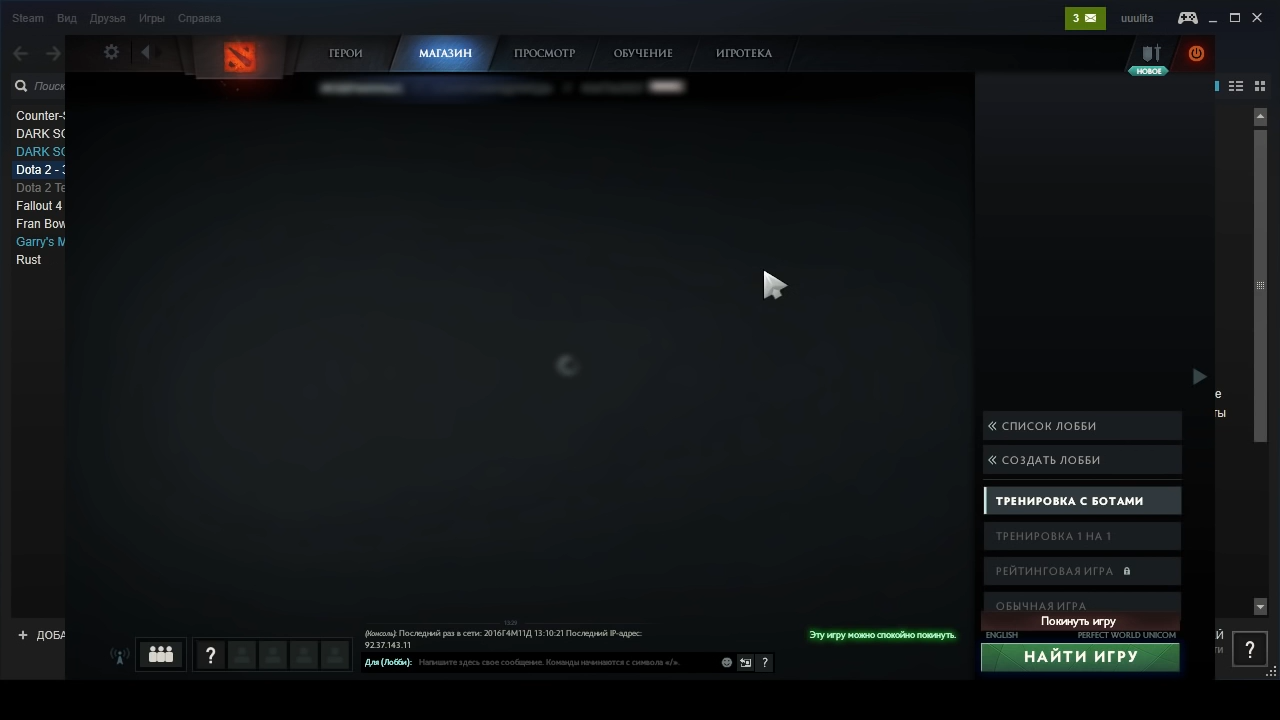 Steam Вид Друзья Игры Справка
3
uuulita
ГЕРОИ МАГАЗИН ПРОСМОТР ОБУЧЕНИЕ ИГРОТЕКА
НОВОЕ
Поиск
Counter-S
DARK SO
DARK SO
Dota 2 - З
Dota 2 Te
Fallout 4
Fran Bow
Garry's M
Rust
е
ты
СПИСОК ЛОББИ
СОЗДАТЬ ЛОББИ
ТРЕНИРОВКА С БОТАМИ
ТРЕНИРОВКА 1 НА 1
РЕЙТИНГОВАЯ ИГРА
ОБЫЧНАЯ ИГРА
Покинуть игру
ENGLISH PERFECT WORLD UNICOM
НАЙТИ ИГРУ
+ ДОБА
?
13:29
(Консоль): Последний раз в сети: 2016Г4М11Д 13:10:21 Последний IP-адрес:
92.37.143.11
Для (Лобби): Напишите здесь свое сообщение. Команды начинаются с символа «/».
?
Эту игру можно спокойно покинуть.
Й
ти
?